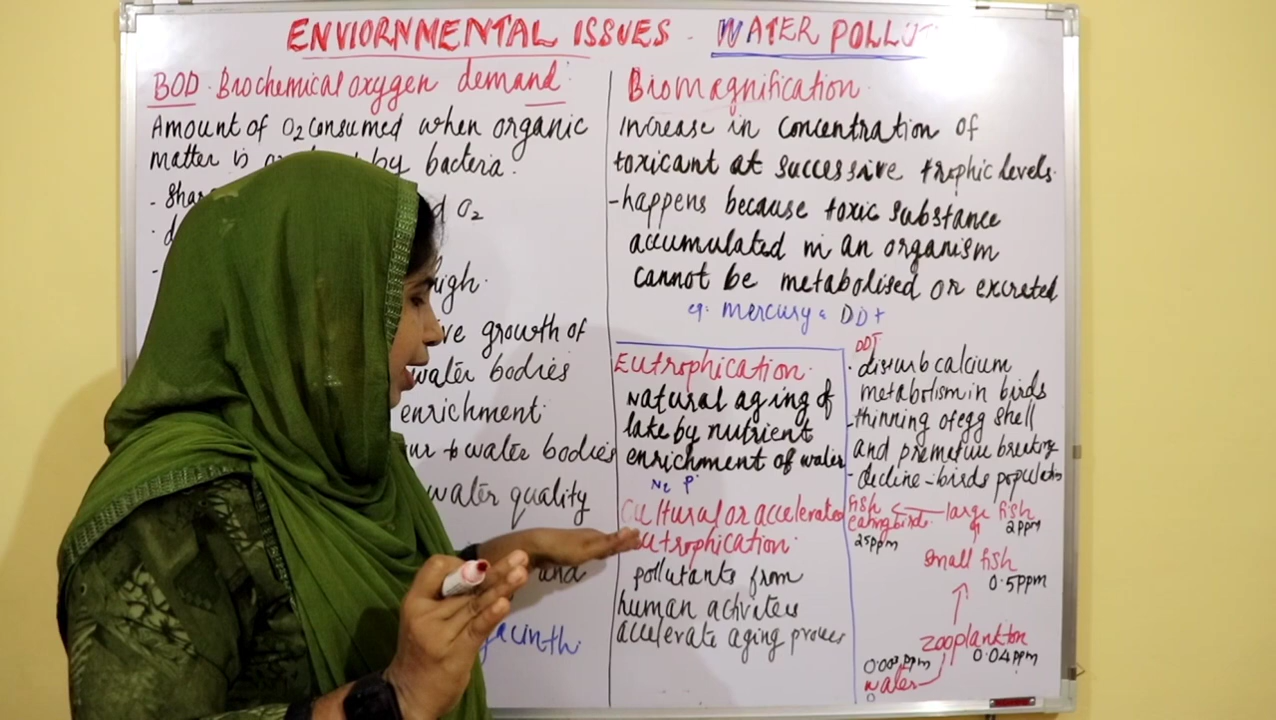 ENVIORNMENTAL ISSUES - WATER POLLU
BOD - Biochemical oxygen demand
Amount of O2 consumed when organic
matter is by bacteria.
- Shar
O2
high.
growth of
water bodies
enrichment.
to water bodies
water quality
and
Biomagnification.
Increase in concentration of
toxicant at successive trophic levels.
- happens because toxic substance
accumulated in an organism
cannot be metabolised or excreted
eg: mercury & DDT
Eutrophication.
Natural aging of
lake by nutrient
enrichment of water
N & P
Cultural or accelerated
Eutrophication.
pollutants from
human activities
accelerate aging process
DDT
. disturb calcium
metabolism in birds
- thinning of egg shell
and premature breaking
- decline - birds population
fish eating bird. ← large fish
25ppm 2ppm
small fish
0.5ppm
zooplankton
0.003ppm 0.04ppm
water